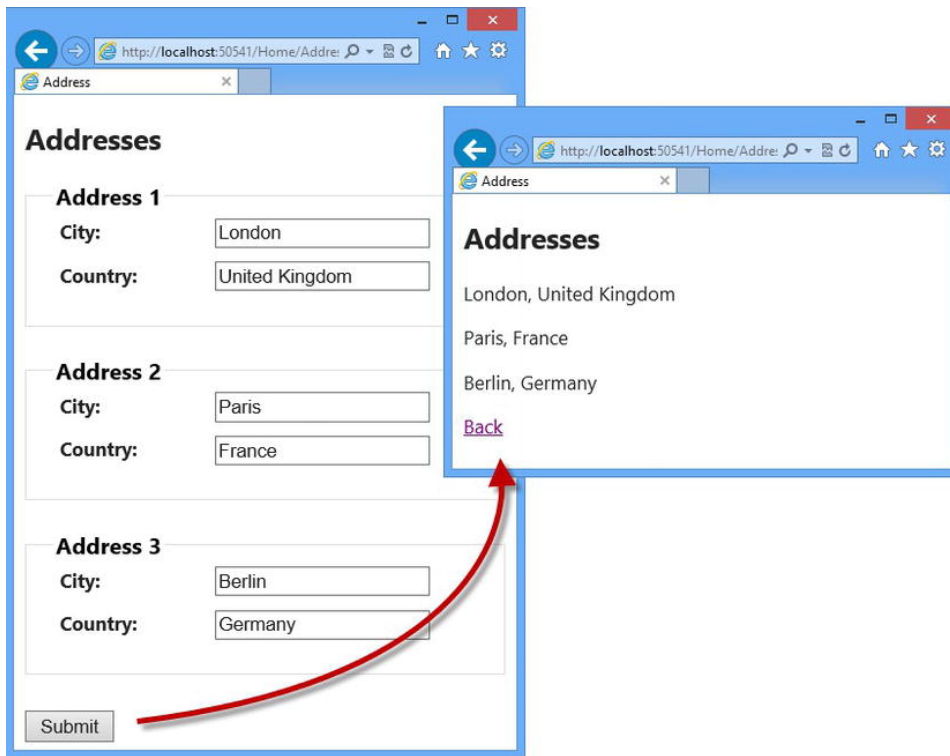 http://localhost:50541/Home/Addre:
Address
Addresses
Address 1
City:
London
Country:
United Kingdom
Address 2
City:
Paris
Country:
France
Address 3
City:
Berlin
Country:
Germany
Submit
http://localhost:50541/Home/Addre:
Address
Addresses
London, United Kingdom
Paris, France
Berlin, Germany
Back